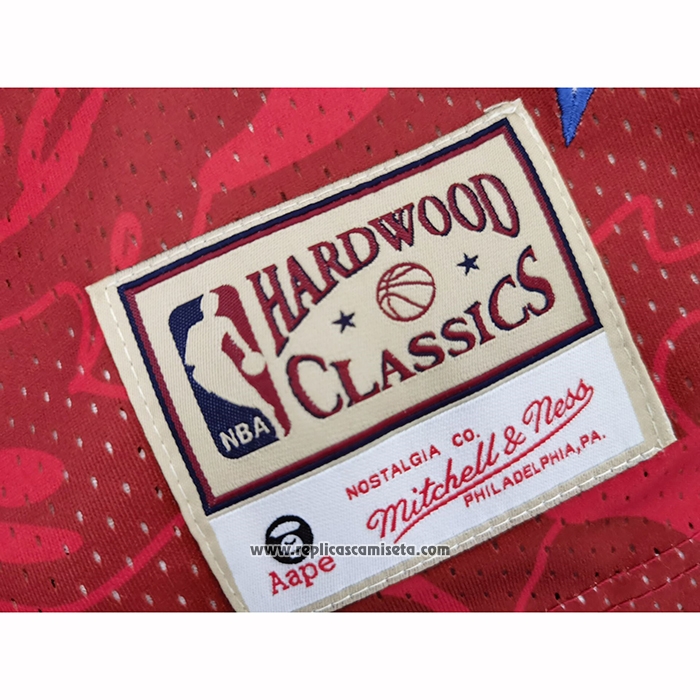 HARDWOOD
CLASSICS
NBA
NOSTALGIA CO.
Mitchell & Ness
PHILADELPHIA, PA.
Aape
www.replicascamiseta.com